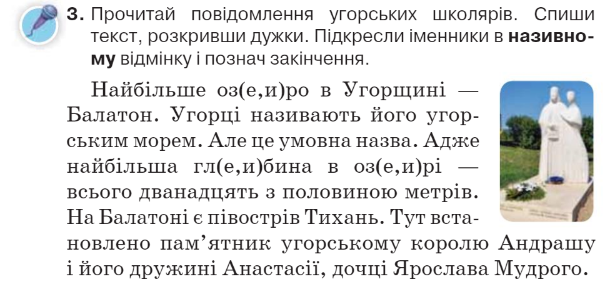 3. Прочитай повідомлення угорських школярів. Спиши
текст, розкривши дужки. Підкресли іменники в називно-
му відмінку і познач закінчення.
Найбільше оз(е,и)ро в Угорщині —
Балатон. Угорці називають його угор-
ським морем. Але це умовна назва. Адже
найбільша гл(е,и)бина в оз(е,и)рі —
всього дванадцять з половиною метрів.
На Балатоні є півострів Тихань. Тут вста-
новлено пам’ятник угорському королю Андрашу
і його дружині Анастасії, дочці Ярослава Мудрого.